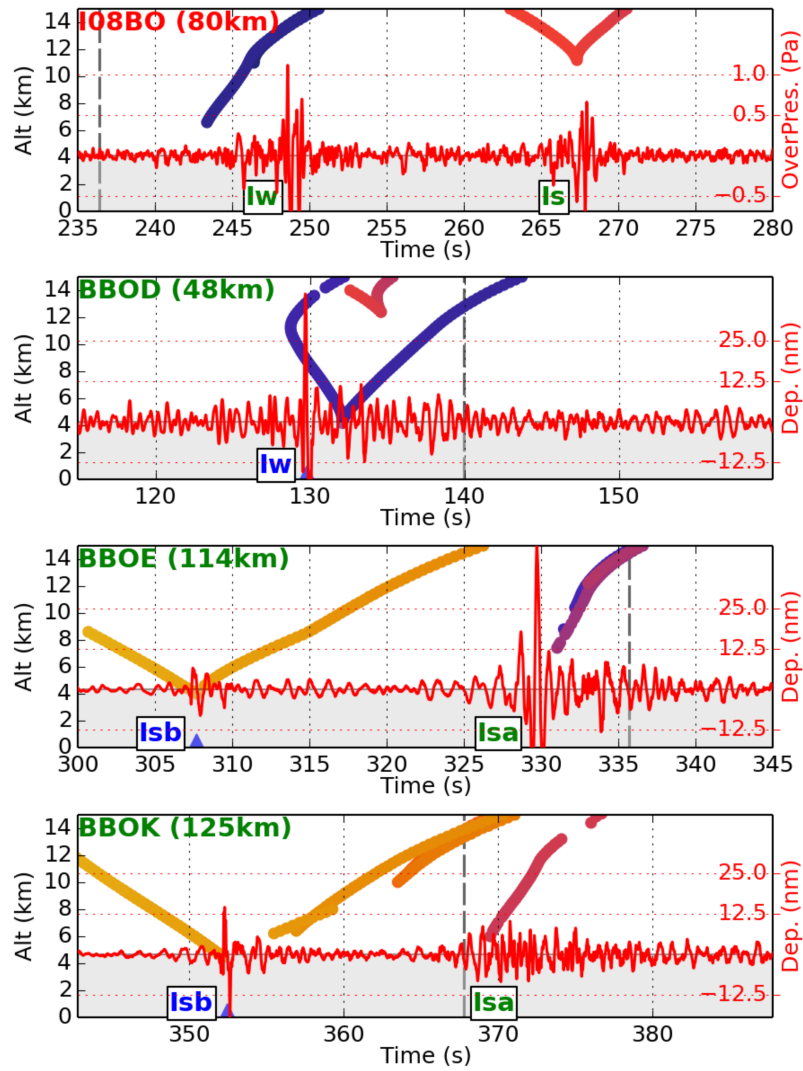 I08BO (80km)
14
12
10
8
6
4
2
0
Alt (km)
1.0
0.5
−0.5
OverPres. (Pa)
Iw
Is
235 240 245 250 255 260 265 270 275 280
Time (s)
BBOD (48km)
14
12
10
8
6
4
2
0
Alt (km)
25.0
12.5
−12.5
Dep. (nm)
Iw
120 130 140 150
Time (s)
BBOE (114km)
14
12
10
8
6
4
2
0
Alt (km)
25.0
12.5
−12.5
Dep. (nm)
Isb
Isa
300 305 310 315 320 325 330 335 340 345
Time (s)
BBOK (125km)
14
12
10
8
6
4
2
0
Alt (km)
25.0
12.5
−12.5
Dep. (nm)
Isb
Isa
350 360 370 380
Time (s)